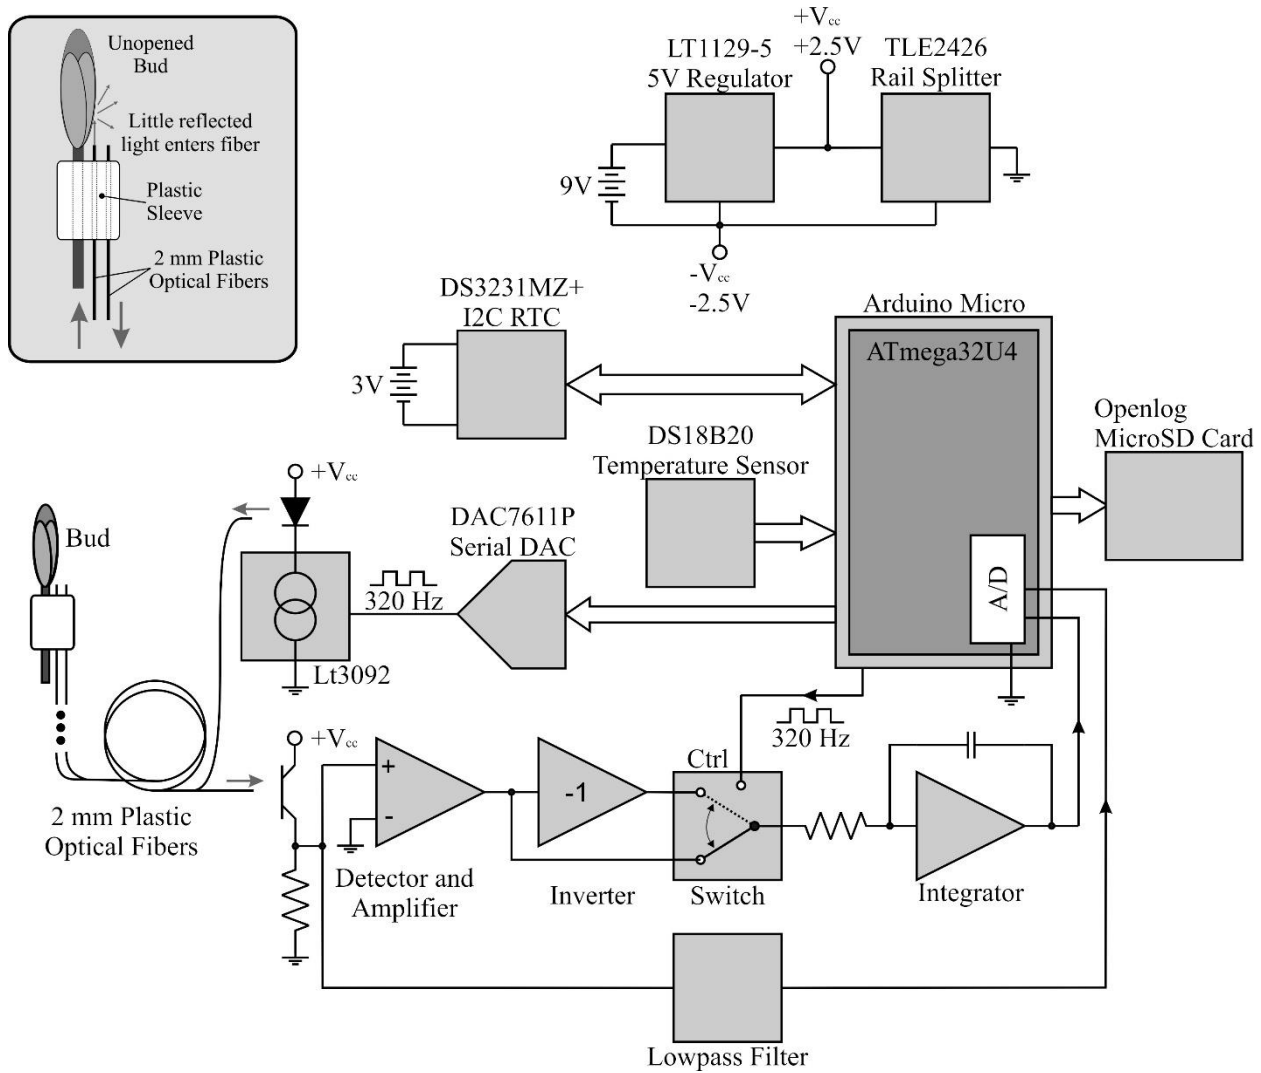 Unopened
Bud
Little reflected
light enters fiber
Plastic
Sleeve
2 mm Plastic
Optical Fibers
+Vcc
+2.5V
LT1129-5
5V Regulator
TLE2426
Rail Splitter
9V
-Vcc
-2.5V
DS3231MZ+
I2C RTC
3V
Arduino Micro
ATmega32U4
Openlog
MicroSD Card
DS18B20
Temperature Sensor
A/D
+Vcc
Bud
DAC7611P
Serial DAC
320 Hz
Lt3092
320 Hz
+Vcc
+
-
-1
Ctrl
2 mm Plastic
Optical Fibers
Detector and
Amplifier
Inverter
Switch
Integrator
Lowpass Filter